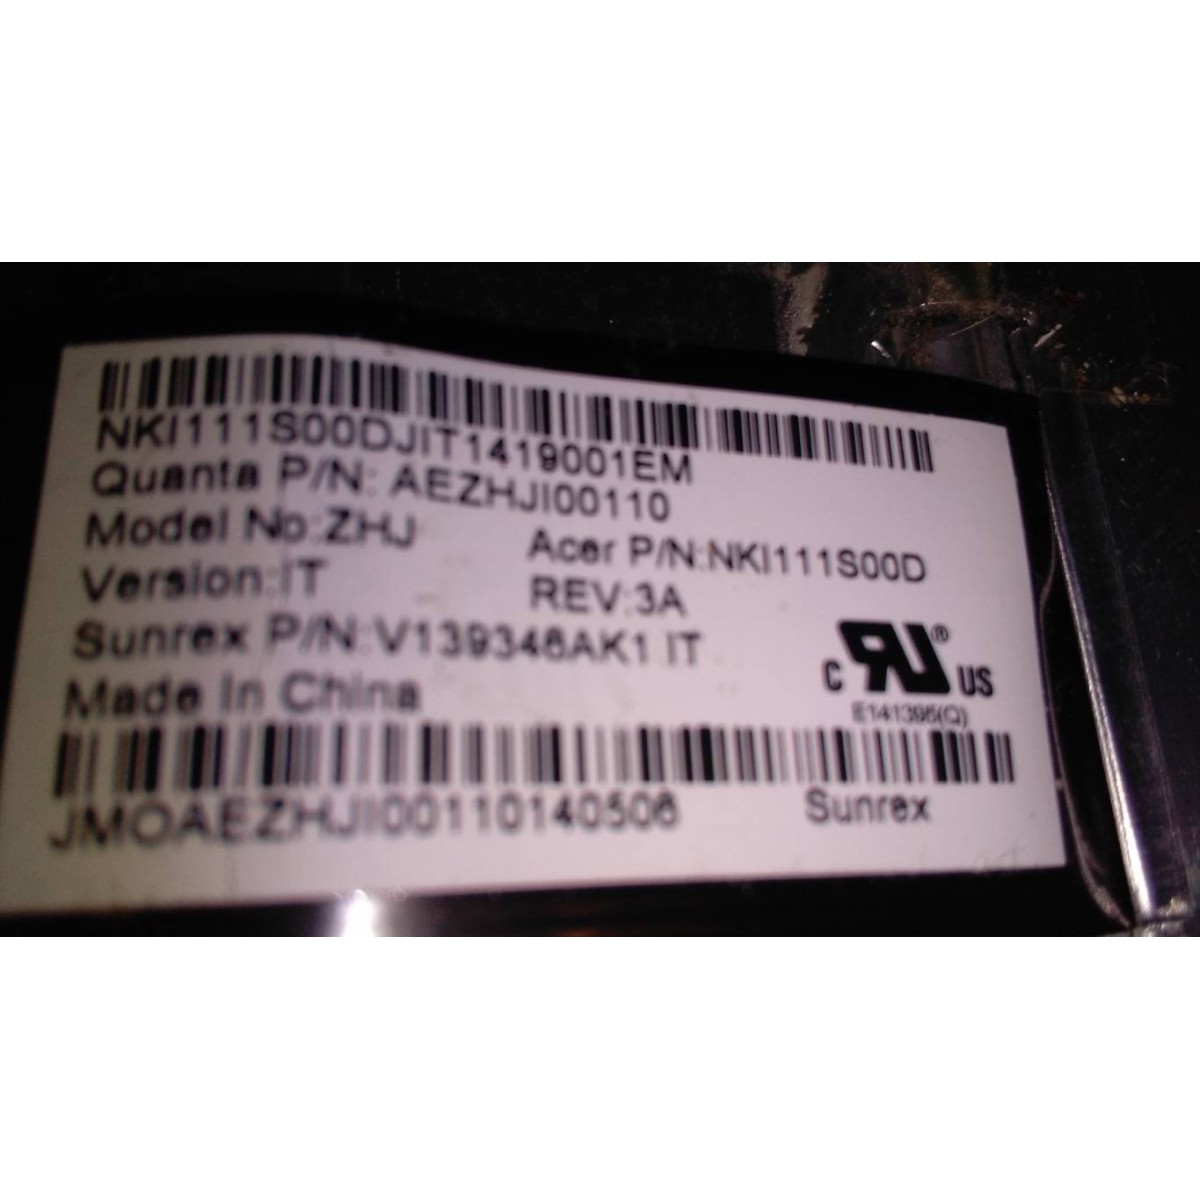 NKI111S00DJIT1419001EM
Quanta P/N: AEZHJI00110
Model No:ZHJ Acer P/N:NKI111S00D
Version:IT REV:3A
Sunrex P/N:V139346AK1 IT
Made In China
c RU® US
E141395(Q)
JMOAEZHJI00110140506
Sunrex